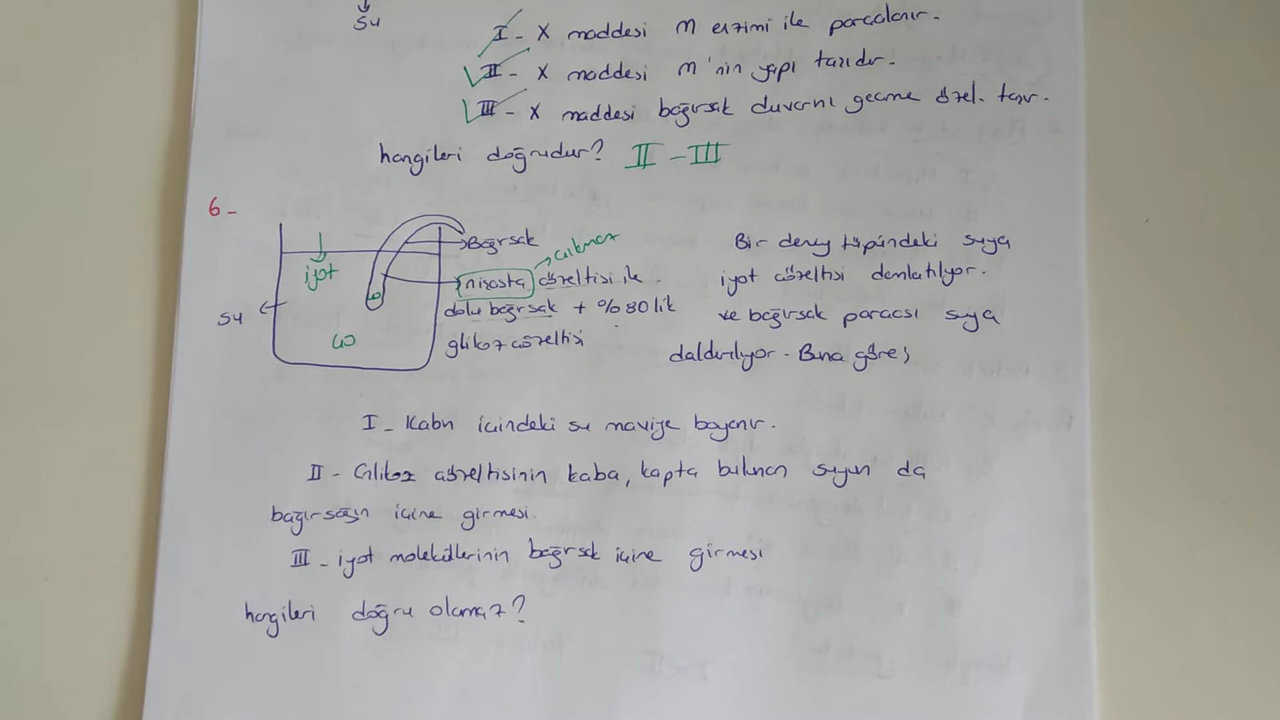 Su
I - X maddesi M enzimi ile parçalanır.
II - X maddesi M'nin yapı taşıdır.
III - X maddesi bağırsak duvarını geçme özel. taşır.
hangileri doğrudur? II - III
6-
Bağırsak
çıkmaz
iyot
nişasta çözeltisi ile
dolu bağırsak + %80 lik
glikoz çözeltisi
Su
Bir deney tüpündeki suya
iyot çözeltisi damlatılıyor.
ve bağırsak parçası suya
daldırılıyor. Buna göre;
I - Kabın içindeki su maviye boyanır.
II - Glikoz çözeltisinin kaba, kapta bulunan suyun da
bağırsağın içine girmesi
III - iyot moleküllerinin bağırsak içine girmesi
hangileri doğru olamaz?